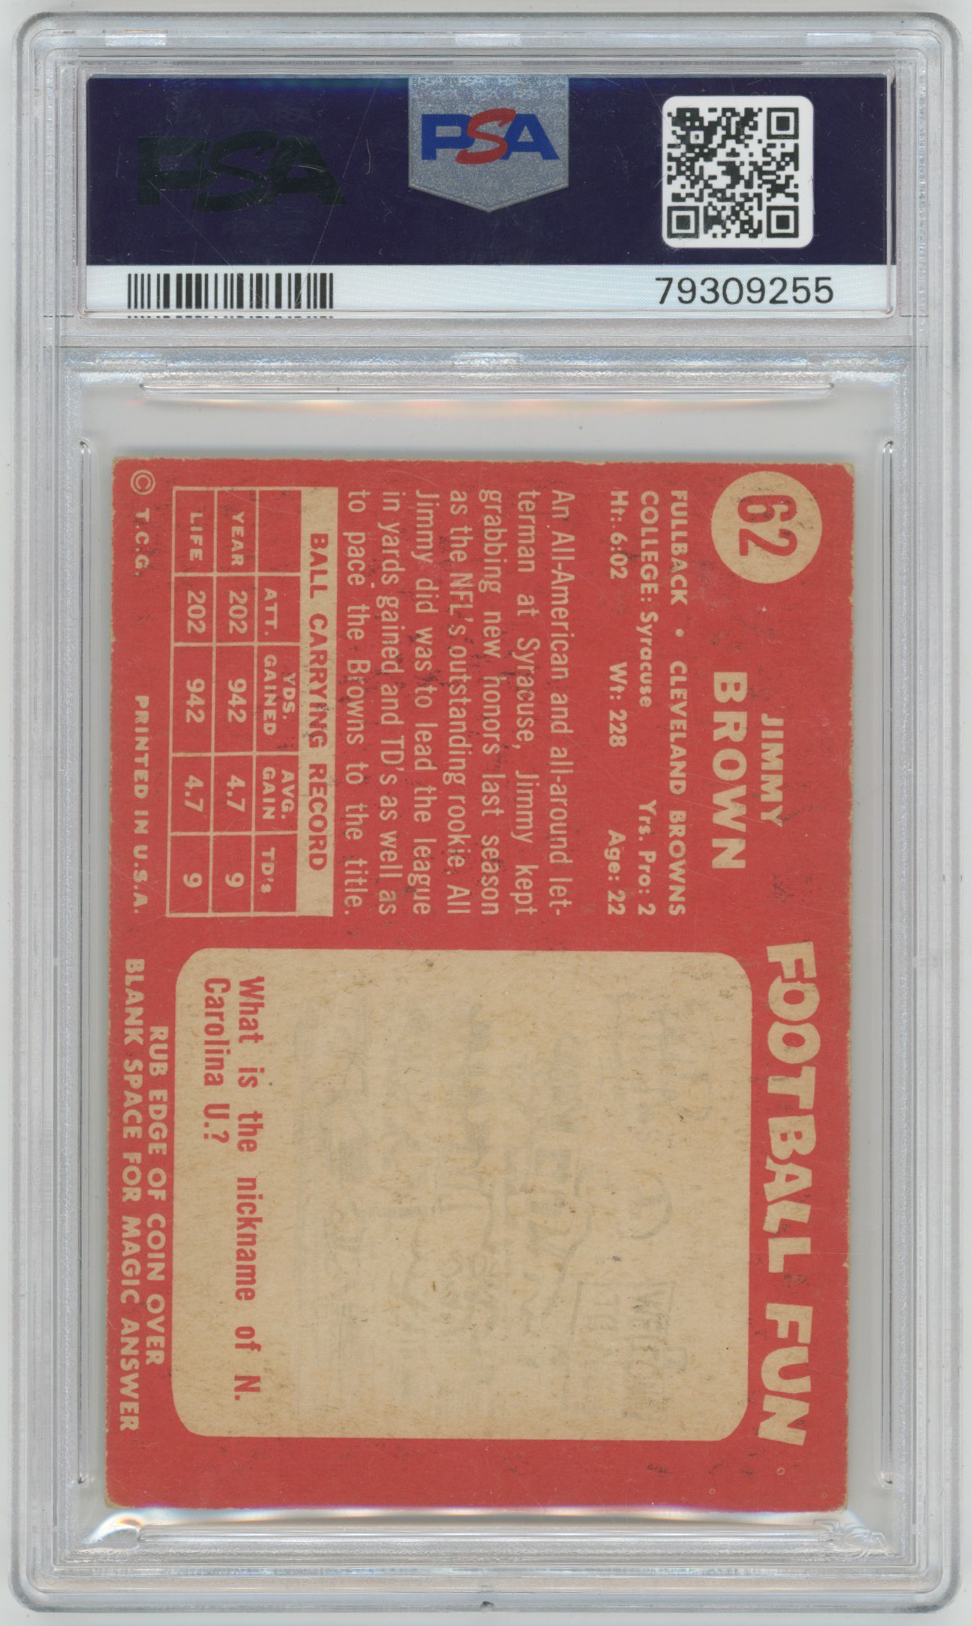 PSA
PSA
79309255
62
JIMMY
BROWN
FULLBACK • CLEVELAND BROWNS
COLLEGE: Syracuse Yrs. Pro: 2
Ht: 6:02 Wt: 228 Age: 22
An All-American and all-around let-
terman at Syracuse, Jimmy kept
grabbing new honors last season
as the NFL's outstanding rookie. All
Jimmy did was to lead the league
in yards gained and TD's as well as
to pace the Browns to the title.
BALL CARRYING RECORD
ATT. YDS. GAINED AVG. GAIN TD's
YEAR 202 942 4.7 9
LIFE 202 942 4.7 9
© T.C.G. PRINTED IN U.S.A.
FOOTBALL FUN
What is the nickname of N.
Carolina U.?
RUB EDGE OF COIN OVER
BLANK SPACE FOR MAGIC ANSWER